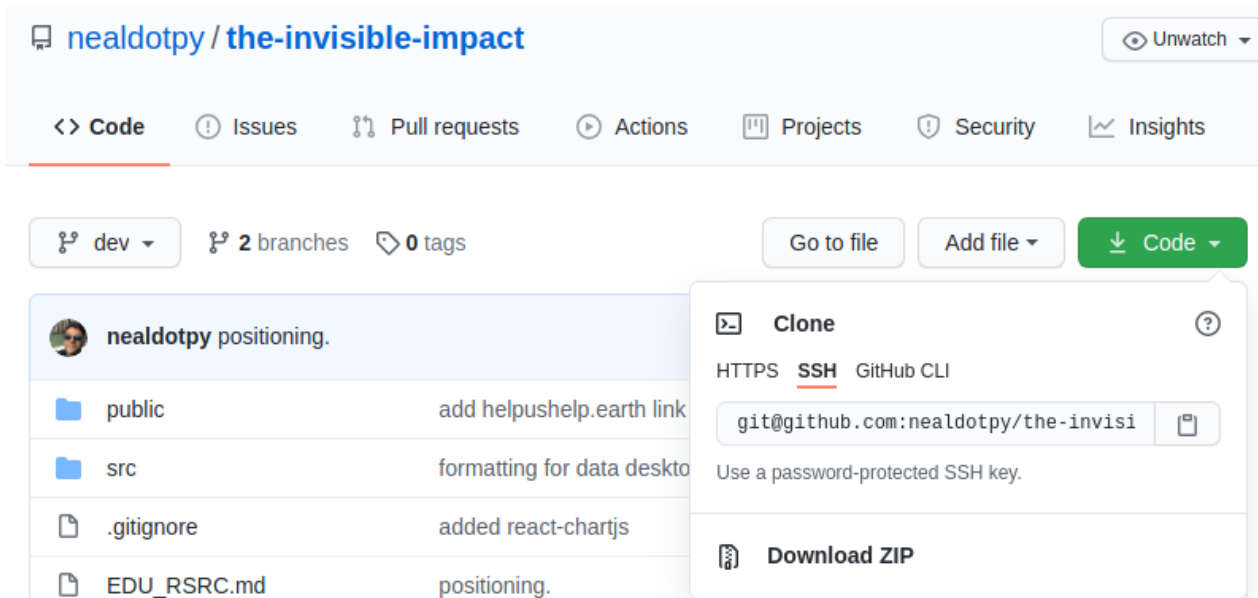 nealdotpy / the-invisible-impact
Unwatch
Code Issues Pull requests Actions Projects Security Insights
dev 2 branches 0 tags Go to file Add file Code
nealdotpy positioning.
Clone
HTTPS SSH GitHub CLI
public add helpushelp.earth link
git@github.com:nealdotpy/the-invisi
src formatting for data deskto
Use a password-protected SSH key.
.gitignore added react-chartjs
Download ZIP
EDU_RSRC.md positioning.